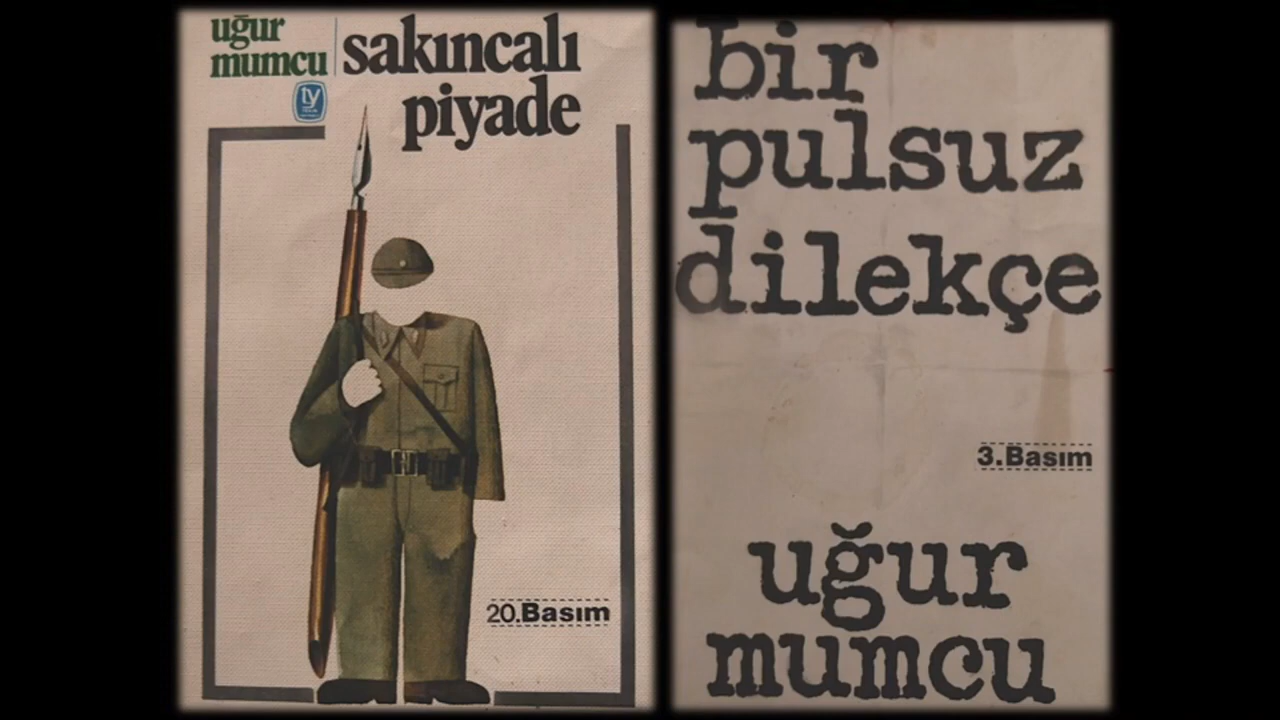 uğur
mumcu
sakıncalı
piyade
ty
20.Basım
bir
pulsuz
dilekçe
3.Basım
uğur
mumcu